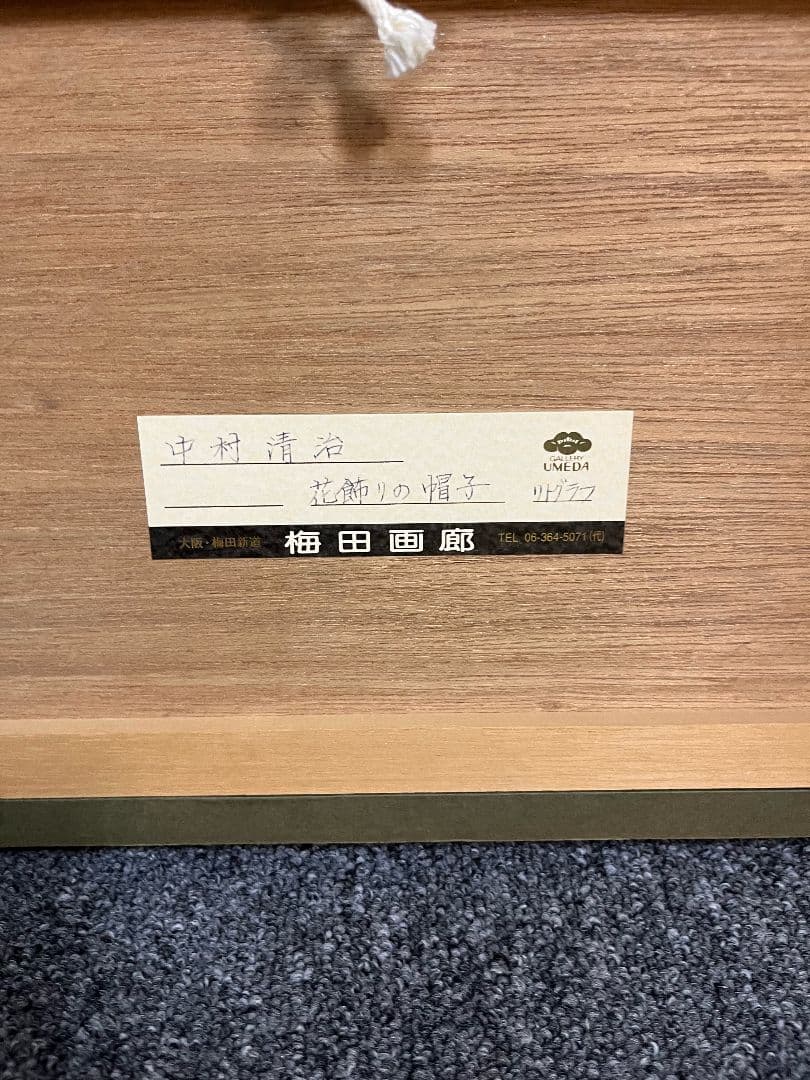 中村清治
GALLERY
UMEDA
花飾りの帽子 リトグラフ
大阪・梅田新道 梅田画廊 TEL 06-364-5071(代)